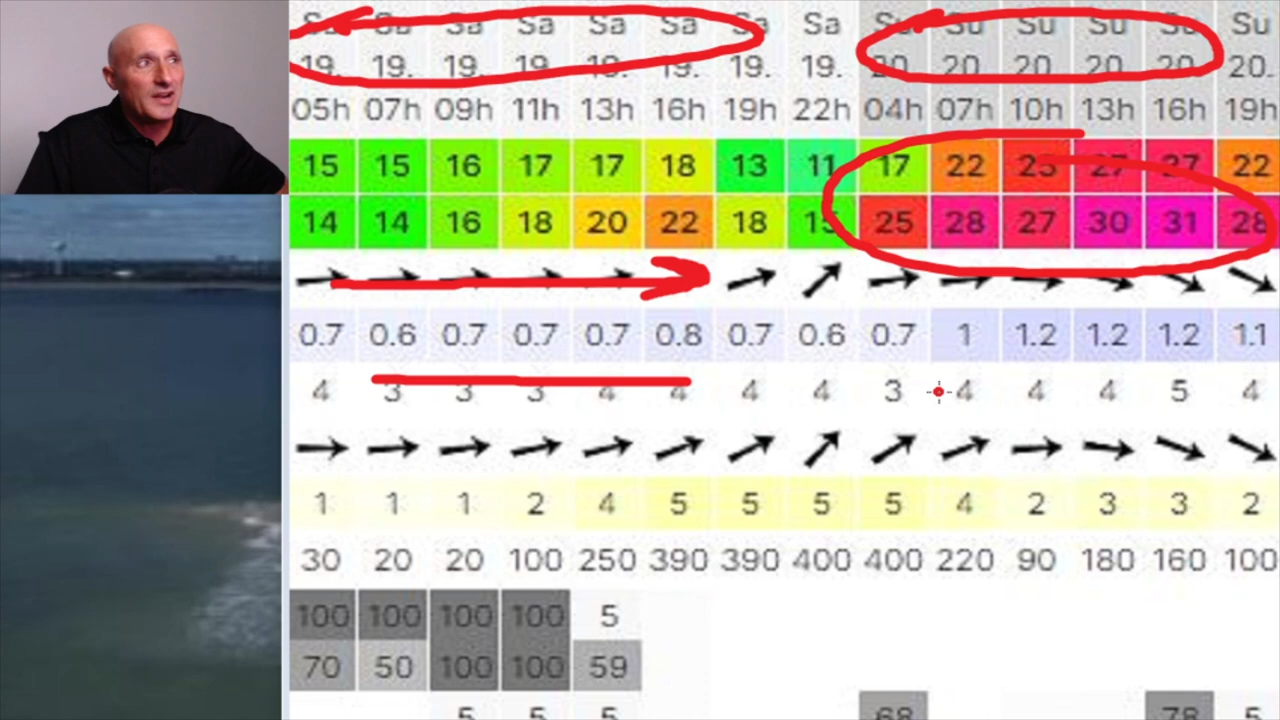 Sa Sa Sa Sa Sa Sa Sa Sa Su Su Su Su Su Su
19. 19. 19. 19. 19. 19. 19. 19. 20. 20. 20. 20. 20. 20.
05h 07h 09h 11h 13h 16h 19h 22h 04h 07h 10h 13h 16h 19h
15 15 16 17 17 18 13 11 17 22 25 27 27 22
14 14 16 18 20 22 18 15 25 28 27 30 31 28
0.7 0.6 0.7 0.7 0.7 0.8 0.7 0.6 0.7 1 1.2 1.2 1.2 1.1
4 3 3 3 4 4 4 4 3 4 4 4 5 4
1 1 1 2 4 5 5 5 5 4 2 3 3 2
30 20 20 100 250 390 390 400 400 220 90 180 160 100
100 100 100 100 5
70 50 100 100 59
5 5 5 68 78 5